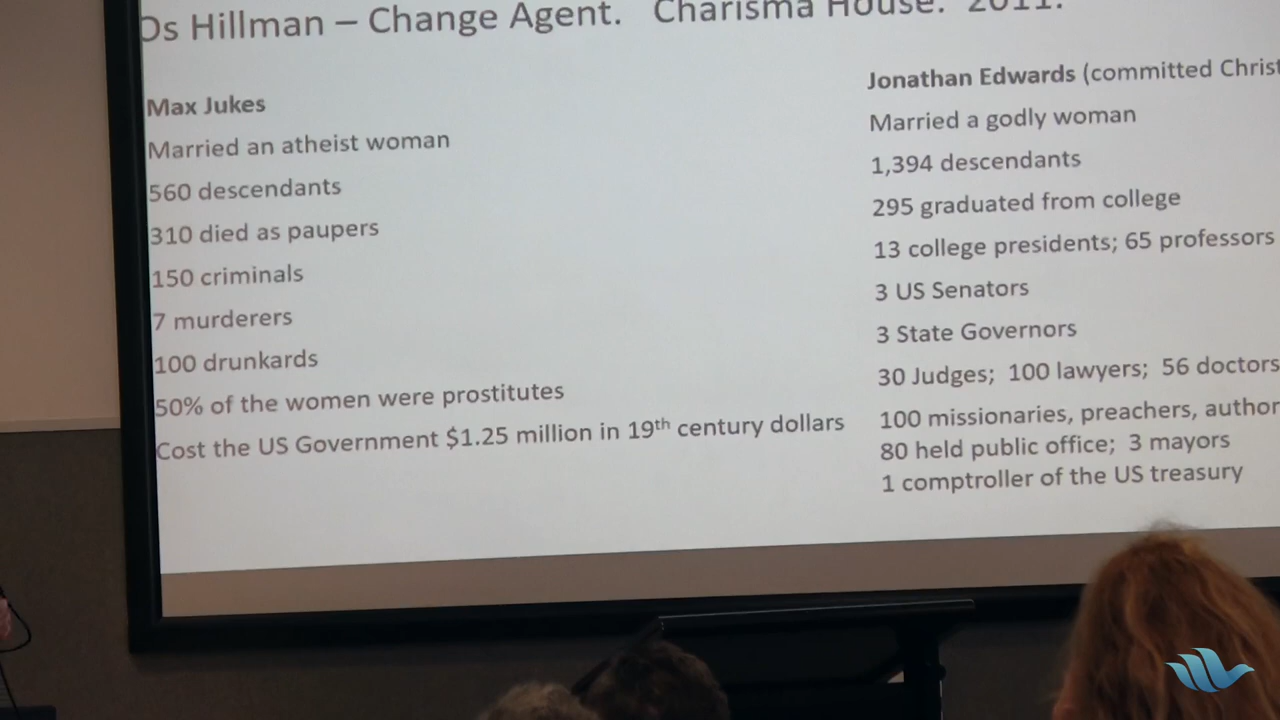 Os Hillman – Change Agent. Charisma House. 2011.
Max Jukes
Married an atheist woman
560 descendants
310 died as paupers
150 criminals
7 murderers
100 drunkards
50% of the women were prostitutes
Cost the US Government $1.25 million in 19th century dollars
Jonathan Edwards (committed Christ
Married a godly woman
1,394 descendants
295 graduated from college
13 college presidents; 65 professors
3 US Senators
3 State Governors
30 Judges; 100 lawyers; 56 doctors
100 missionaries, preachers, author
80 held public office; 3 mayors
1 comptroller of the US treasury